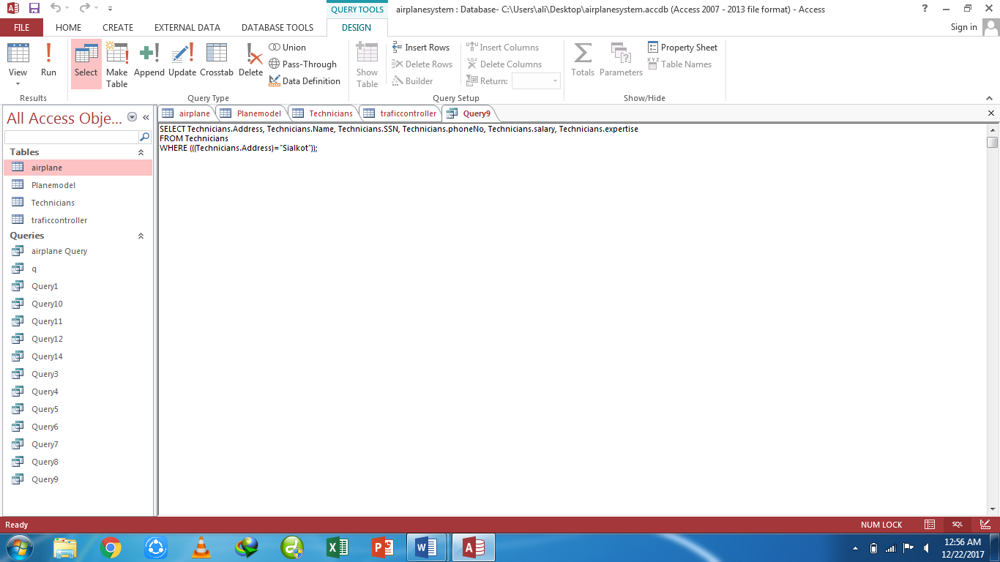 QUERY TOOLS
airplanesystem : Database- C:\Users\ali\Desktop\airplanesystem.accdb (Access 2007 - 2013 file format) - Access
?
FILE HOME CREATE EXTERNAL DATA DATABASE TOOLS DESIGN Sign in
View
Run
Results
Select
Make
Table
Append
Update
Crosstab
Delete
Union
Pass-Through
Data Definition
Query Type
Show
Table
Insert Rows
Delete Rows
Builder
Insert Columns
Delete Columns
Return:
Query Setup
Totals
Parameters
Property Sheet
Table Names
Show/Hide
All Access Obje...
Tables
airplane
Planemodel
Technicians
traficcontroller
Queries
airplane Query
q
Query1
Query10
Query11
Query12
Query14
Query3
Query4
Query5
Query6
Query7
Query8
Query9
airplane Planemodel Technicians traficcontroller Query9
SELECT Technicians.Address, Technicians.Name, Technicians.SSN, Technicians.phoneNo, Technicians.salary, Technicians.expertise
FROM Technicians
WHERE (((Technicians.Address)="Sialkot"));
Ready
NUM LOCK
SQL
12:56 AM
12/22/2017